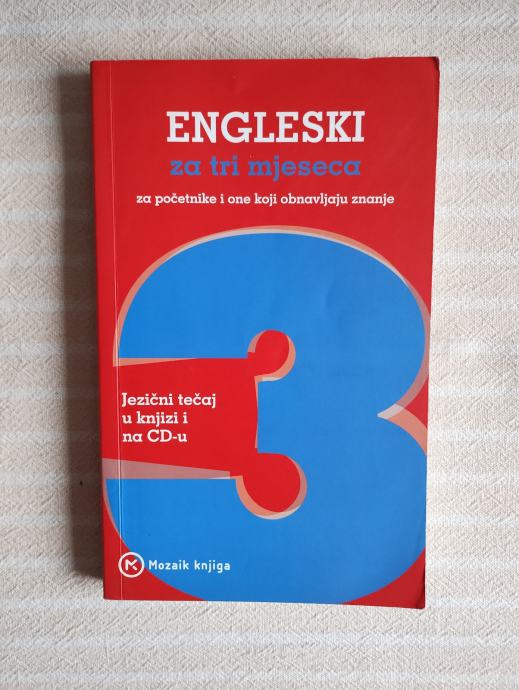 ENGLESKI
za tri mjeseca
za početnike i one koji obnavljaju znanje
3
Jezični tečaj
u knjizi i
na CD-u
Mozaik knjiga